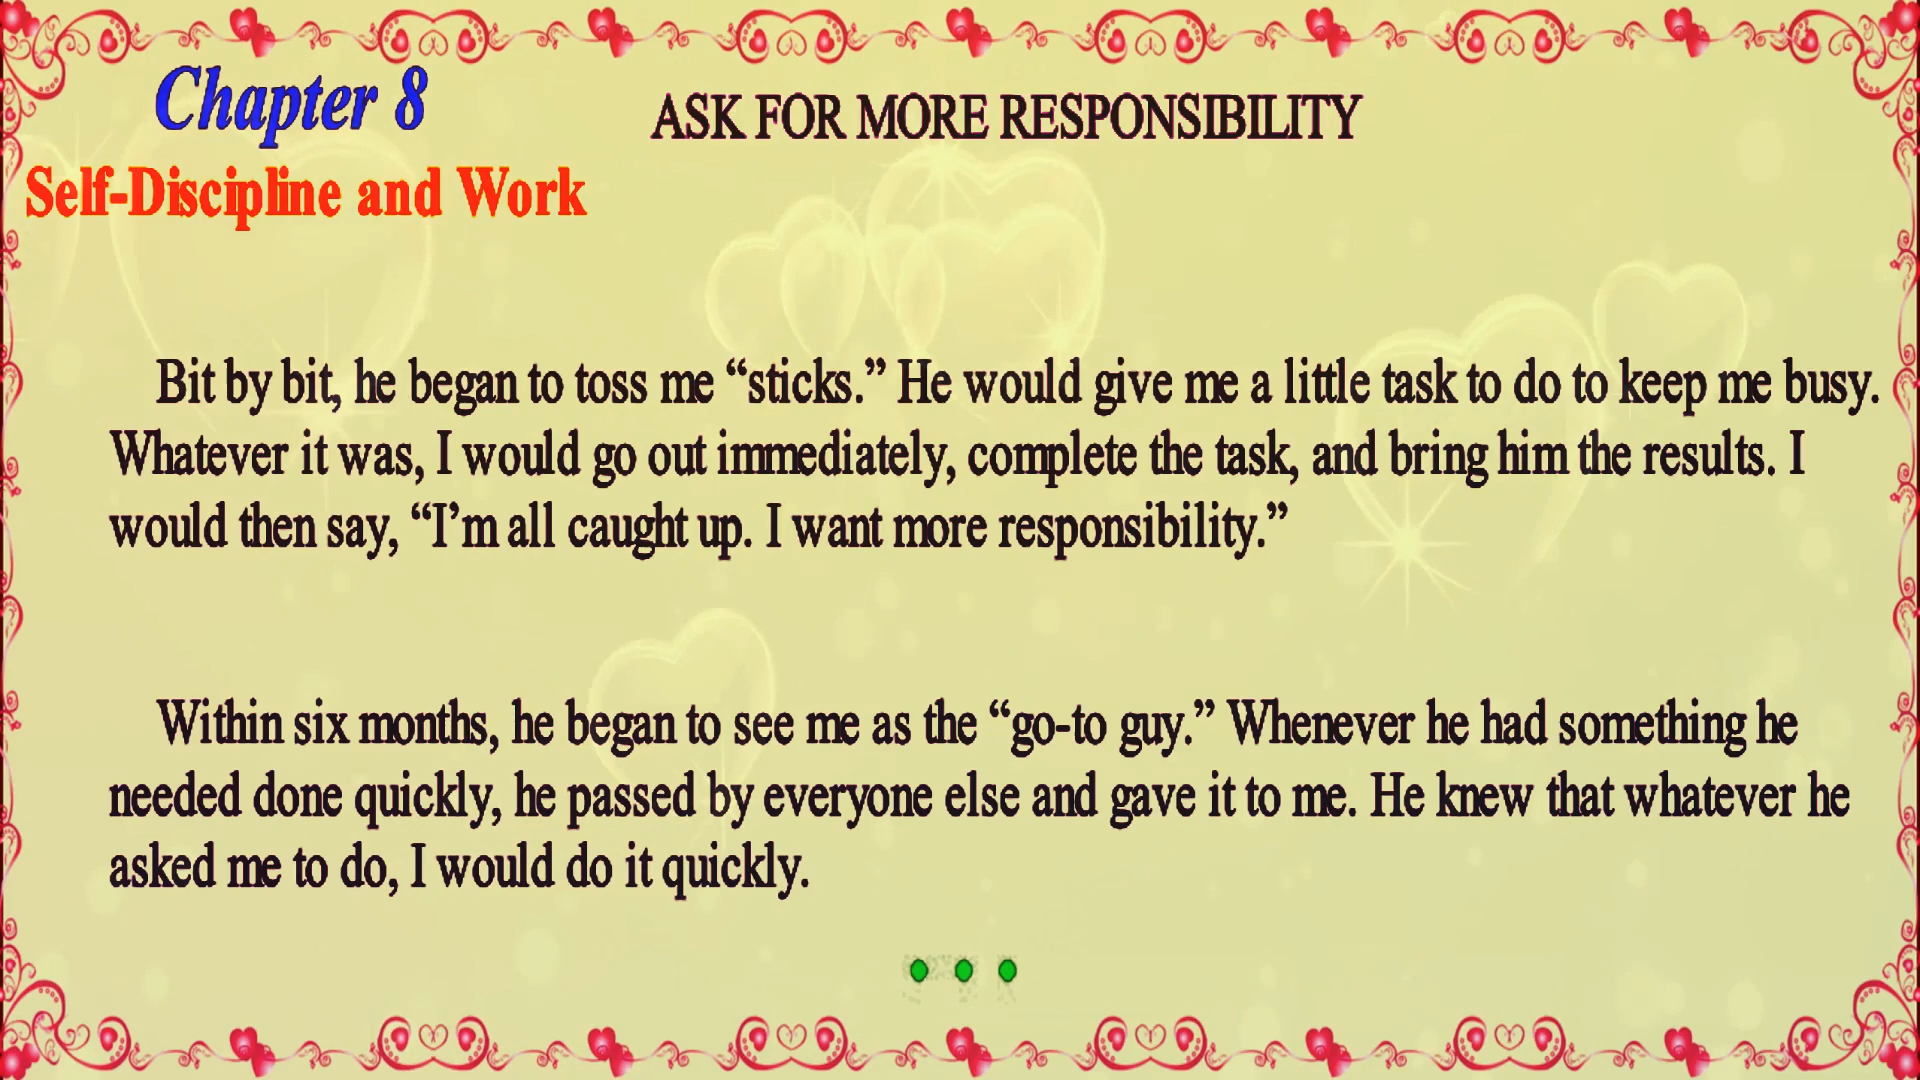 Chapter 8
Self-Discipline and Work
ASK FOR MORE RESPONSIBILITY
Bit by bit, he began to toss me “sticks.” He would give me a little task to do to keep me busy.
Whatever it was, I would go out immediately, complete the task, and bring him the results. I
would then say, “I’m all caught up. I want more responsibility.”
Within six months, he began to see me as the “go-to guy.” Whenever he had something he
needed done quickly, he passed by everyone else and gave it to me. He knew that whatever he
asked me to do, I would do it quickly.